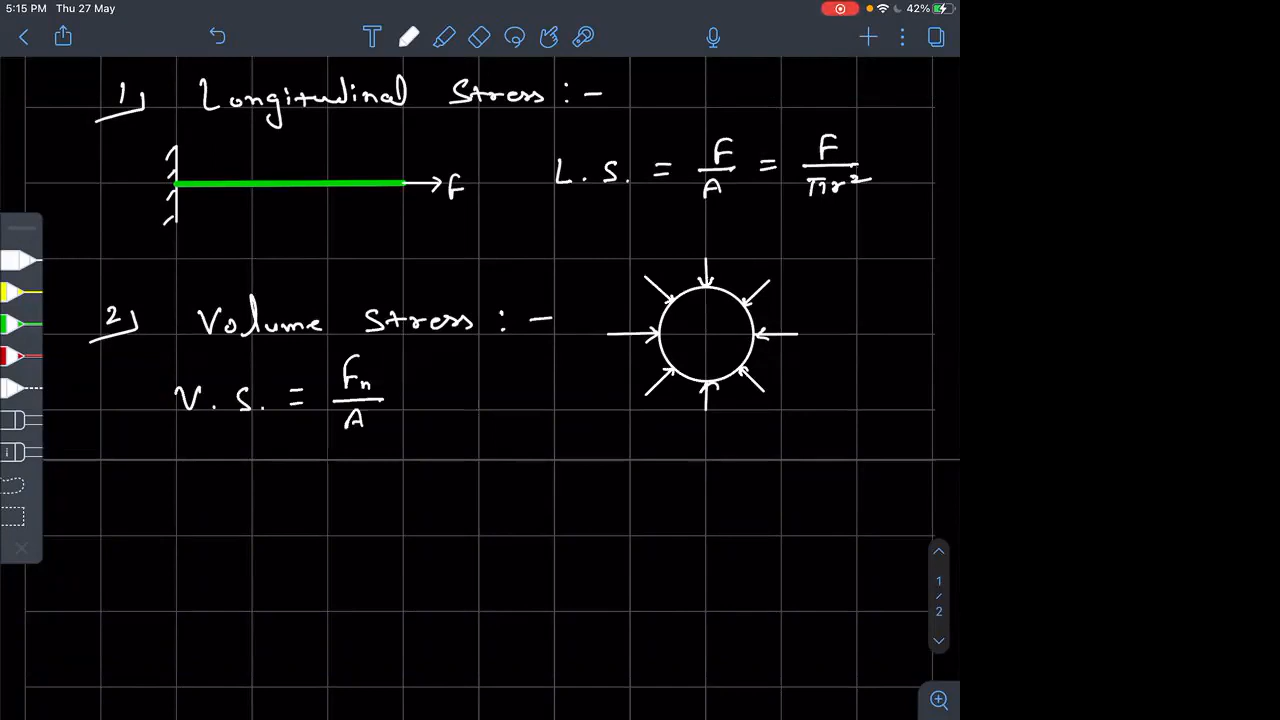 5:15 PM Thu 27 May 42%
1) Longitudinal Stress :-
F
L. S. = F/A = F/πr²
2) Volume Stress : -
V. S. = Fn/A
1 / 2